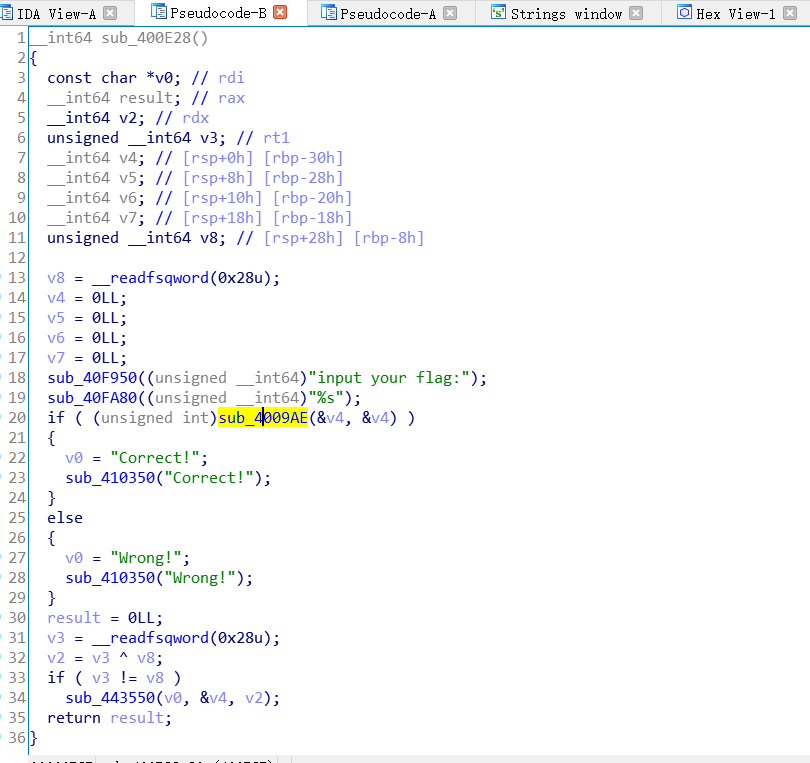 IDA View-A Pseudocode-B Pseudocode-A Strings window Hex View-1
1 __int64 sub_400E28()
2 {
3 const char *v0; // rdi
4 __int64 result; // rax
5 __int64 v2; // rdx
6 unsigned __int64 v3; // rt1
7 __int64 v4; // [rsp+0h] [rbp-30h]
8 __int64 v5; // [rsp+8h] [rbp-28h]
9 __int64 v6; // [rsp+10h] [rbp-20h]
10 __int64 v7; // [rsp+18h] [rbp-18h]
11 unsigned __int64 v8; // [rsp+28h] [rbp-8h]
12
13 v8 = __readfsqword(0x28u);
14 v4 = 0LL;
15 v5 = 0LL;
16 v6 = 0LL;
17 v7 = 0LL;
18 sub_40F950((unsigned __int64)"input your flag:");
19 sub_40FA80((unsigned __int64)"%s");
20 if ( (unsigned int)sub_4009AE(&v4, &v4) )
21 {
22 v0 = "Correct!";
23 sub_410350("Correct!");
24 }
25 else
26 {
27 v0 = "Wrong!";
28 sub_410350("Wrong!");
29 }
30 result = 0LL;
31 v3 = __readfsqword(0x28u);
32 v2 = v3 ^ v8;
33 if ( v3 != v8 )
34 sub_443550(v0, &v4, v2);
35 return result;
36 }